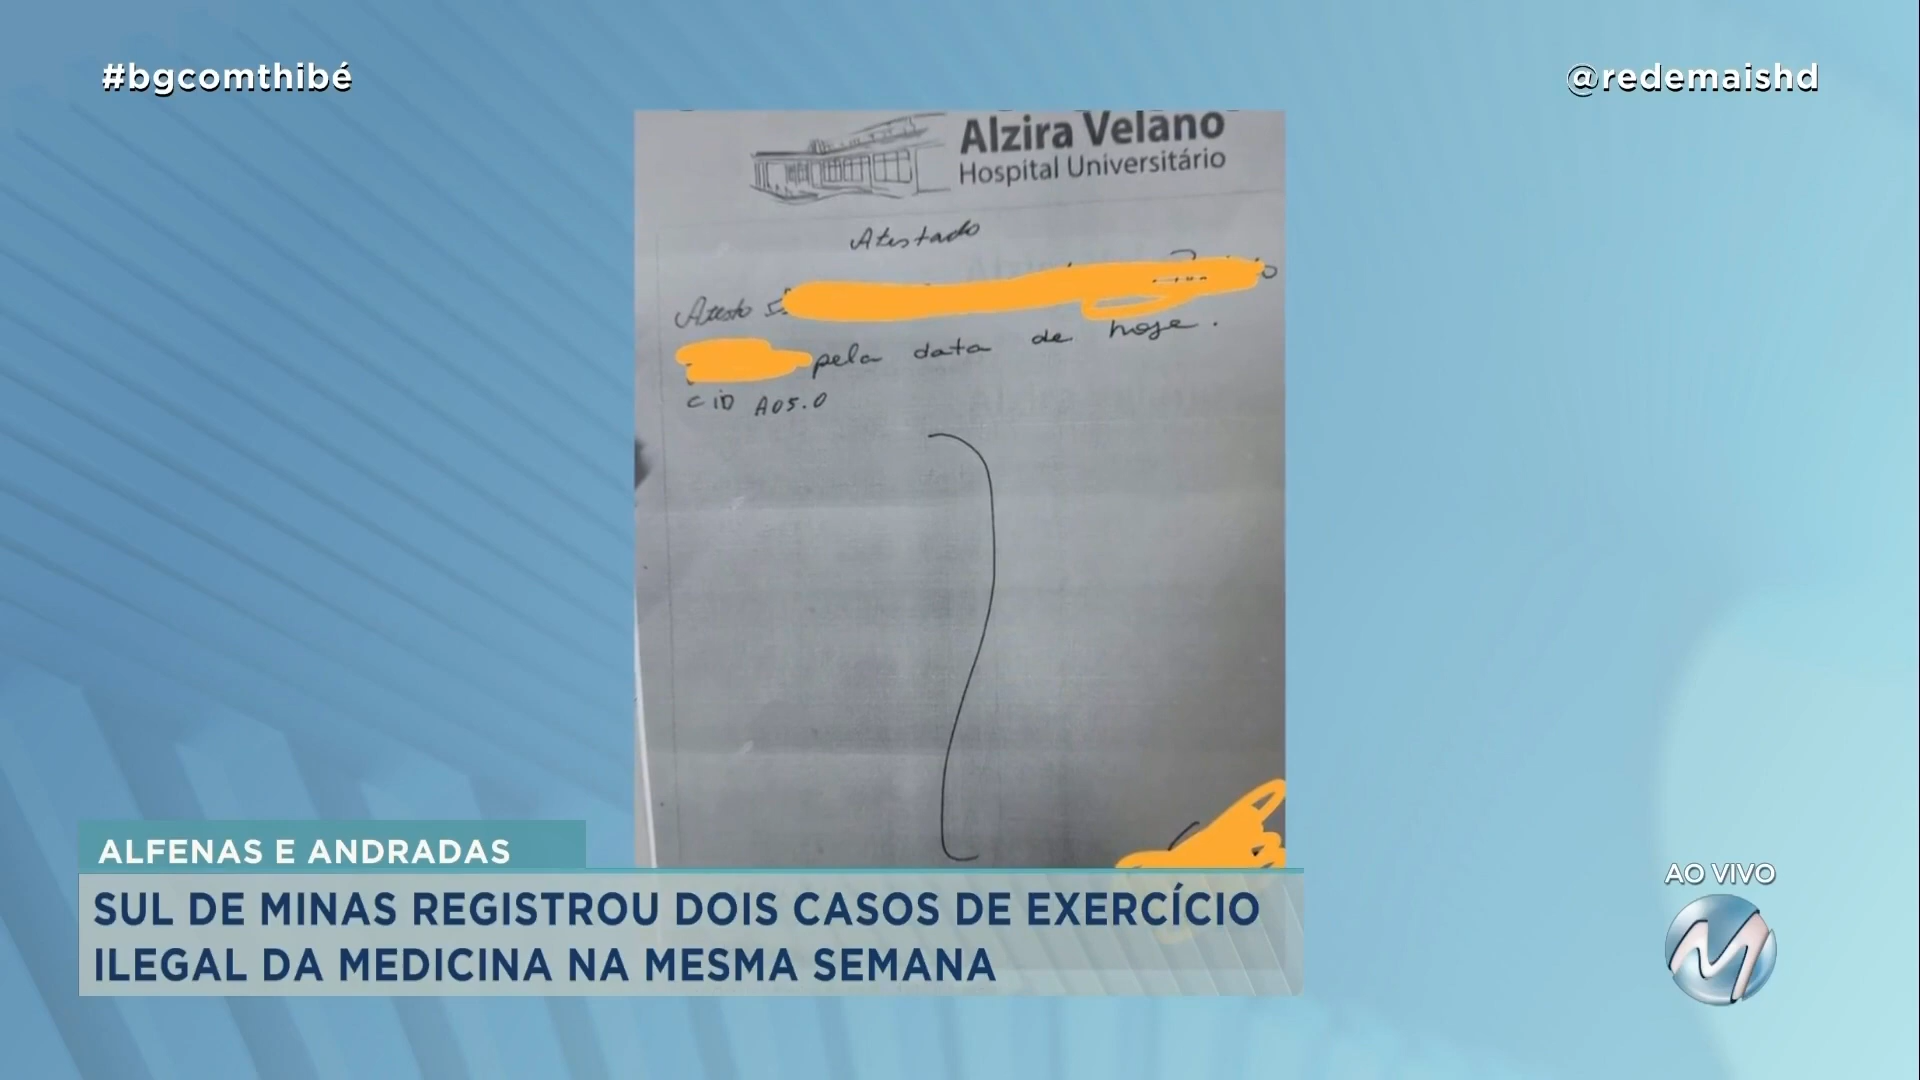 #bgcomthibé
@redemaishd
Alzira Velano
Hospital Universitário
Atestado
Atesto
pela data de hoje.
CID A05.0
ALFENAS E ANDRADAS
SUL DE MINAS REGISTROU DOIS CASOS DE EXERCÍCIO
ILEGAL DA MEDICINA NA MESMA SEMANA
AO VIVO
M